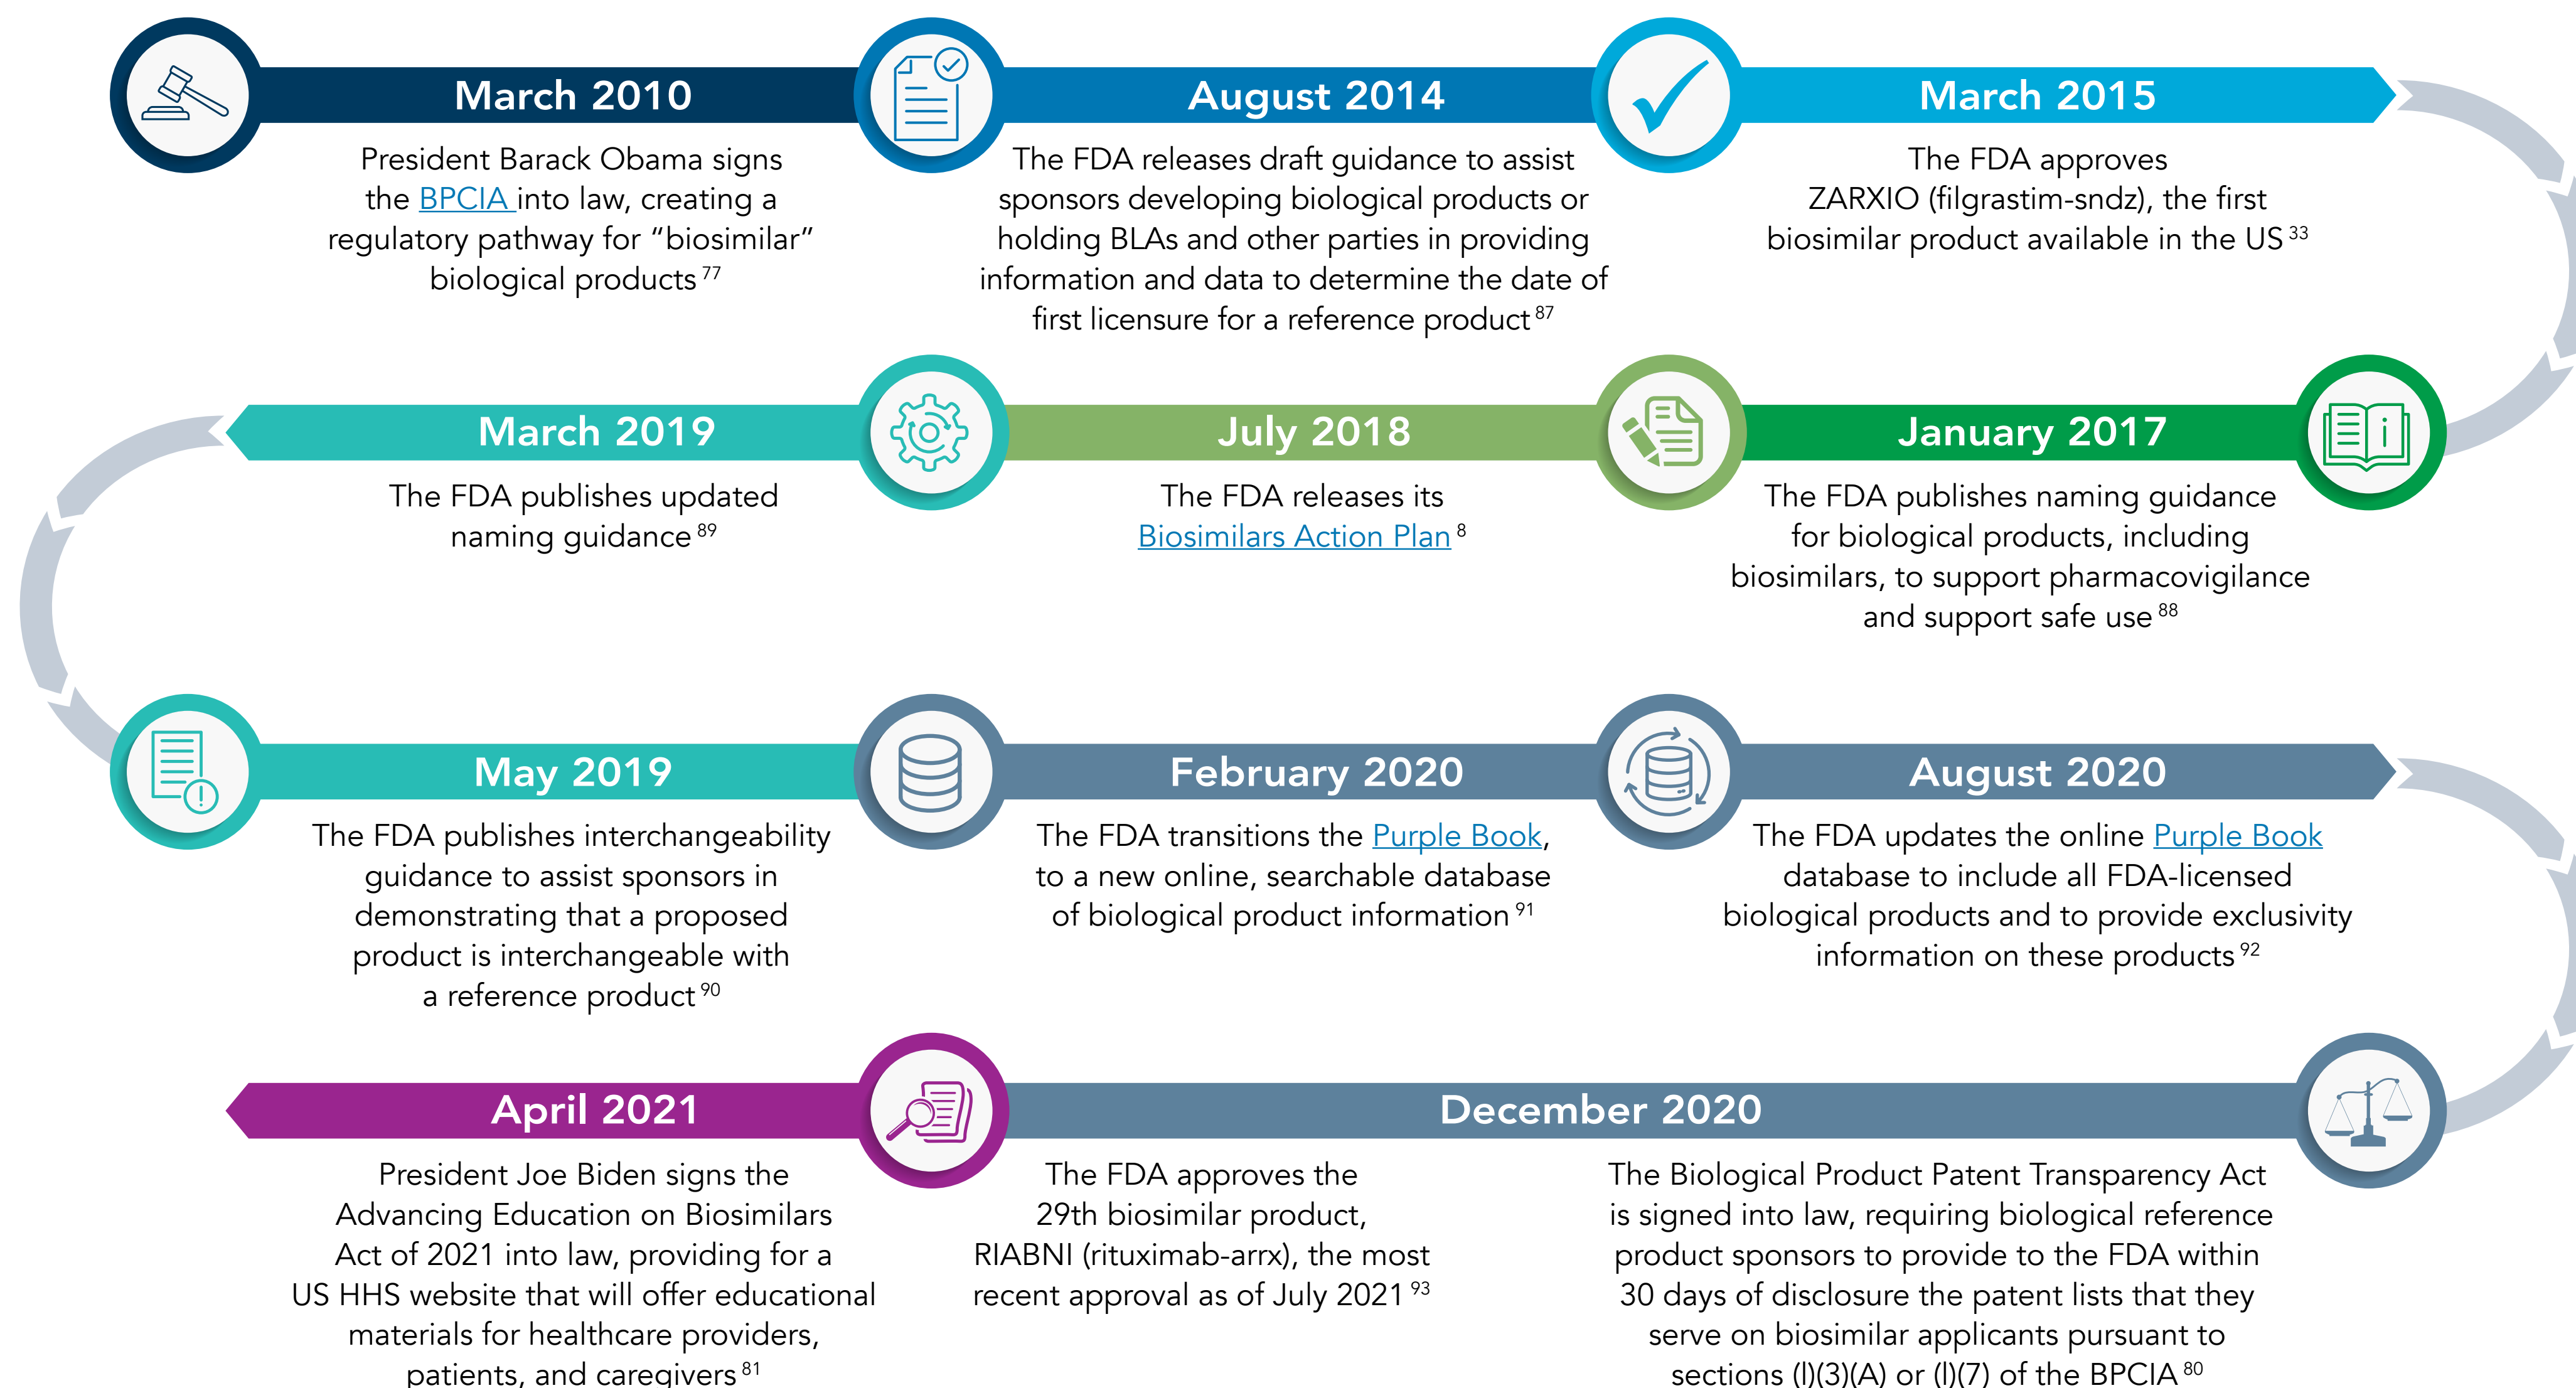 March 2010
President Barack Obama signs
the BPCIA into law, creating a
regulatory pathway for “biosimilar”
biological products 77
August 2014
The FDA releases draft guidance to assist
sponsors developing biological products or
holding BLAs and other parties in providing
information and data to determine the date of
first licensure for a reference product 87
March 2015
The FDA approves
ZARXIO (filgrastim-sndz), the first
biosimilar product available in the US 33
January 2017
The FDA publishes naming guidance
for biological products, including
biosimilars, to support pharmacovigilance
and support safe use 88
July 2018
The FDA releases its
Biosimilars Action Plan 8
March 2019
The FDA publishes updated
naming guidance 89
May 2019
The FDA publishes interchangeability
guidance to assist sponsors in
demonstrating that a proposed
product is interchangeable with
a reference product 90
February 2020
The FDA transitions the Purple Book,
to a new online, searchable database
of biological product information 91
August 2020
The FDA updates the online Purple Book
database to include all FDA-licensed
biological products and to provide exclusivity
information on these products 92
December 2020
The Biological Product Patent Transparency Act
is signed into law, requiring biological reference
product sponsors to provide to the FDA within
30 days of disclosure the patent lists that they
serve on biosimilar applicants pursuant to
sections (l)(3)(A) or (l)(7) of the BPCIA 80
The FDA approves the
29th biosimilar product,
RIABNI (rituximab-arrx), the most
recent approval as of July 2021 93
April 2021
President Joe Biden signs the
Advancing Education on Biosimilars
Act of 2021 into law, providing for a
US HHS website that will offer educational
materials for healthcare providers,
patients, and caregivers 81